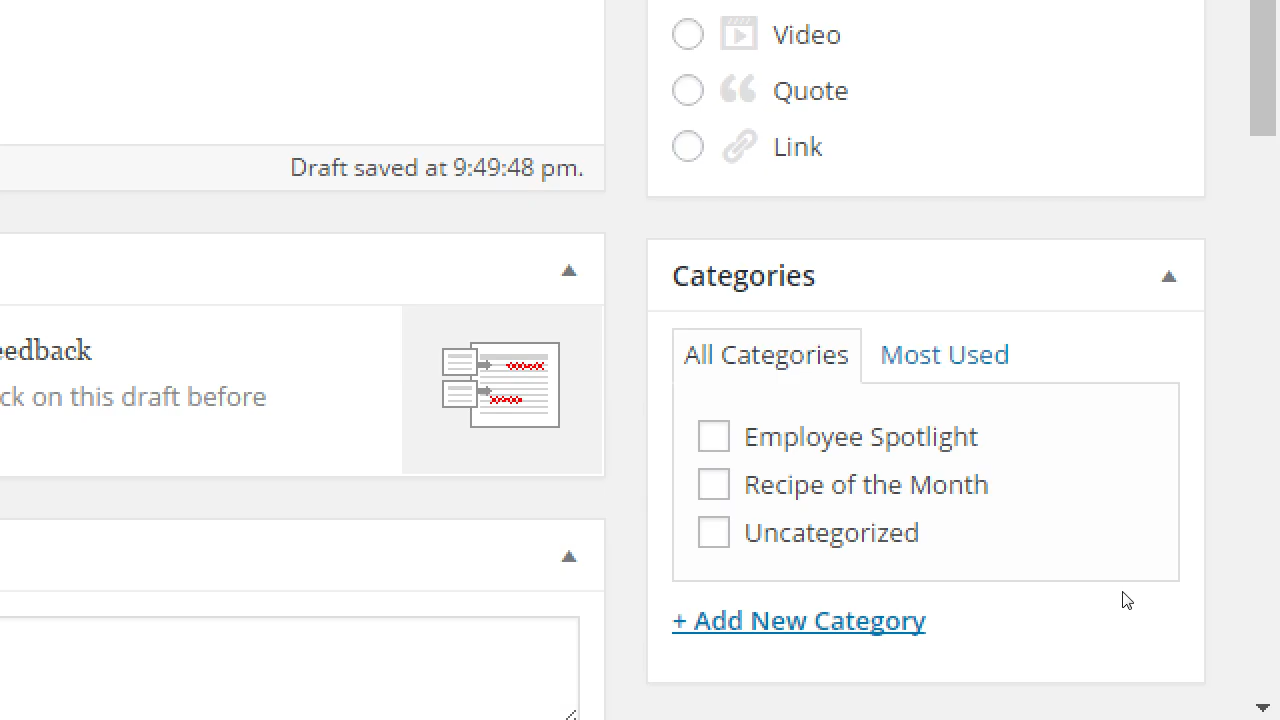 Video
Quote
Link
Draft saved at 9:49:48 pm.
Categories
eedback
ck on this draft before
All Categories
Most Used
Employee Spotlight
Recipe of the Month
Uncategorized
+ Add New Category